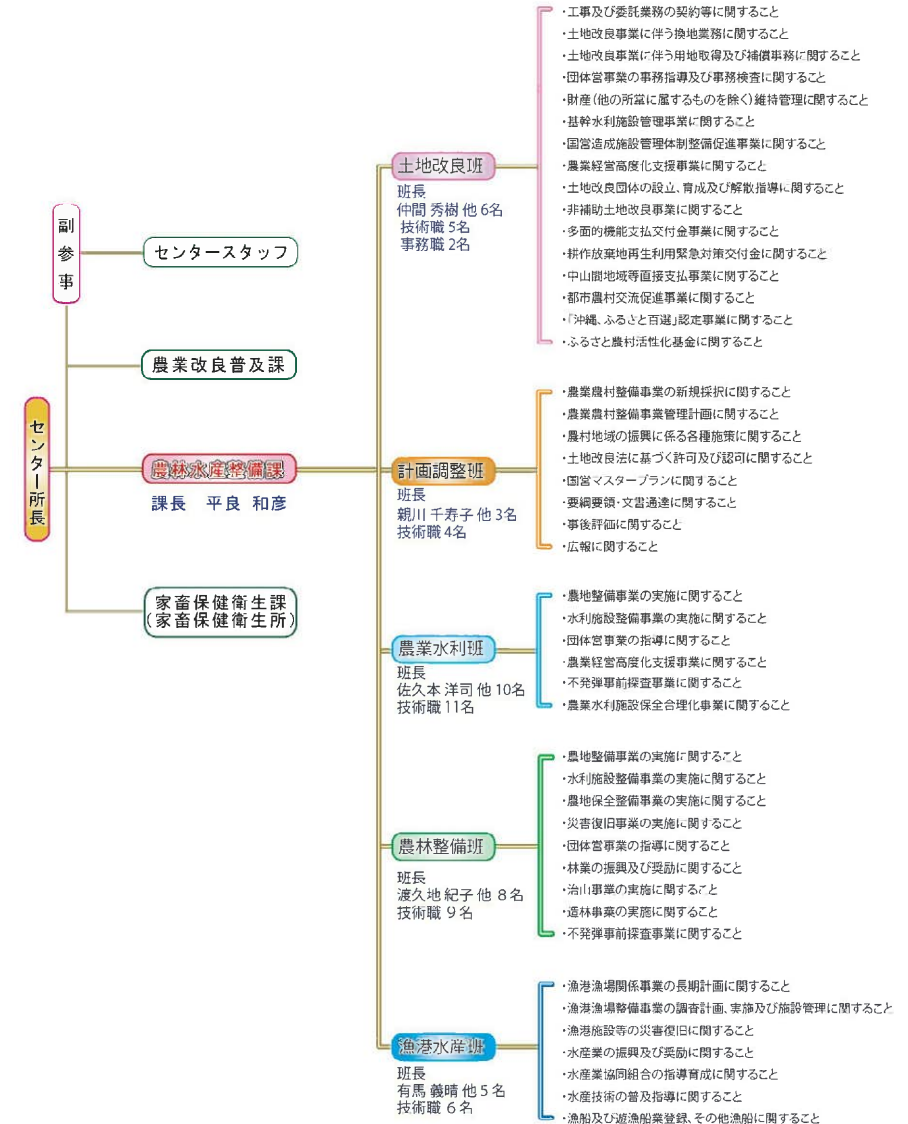 センター所長
副参事
センタースタッフ
農業改良普及課
農林水産整備課
課長　平良 和彦
家畜保健衛生課
(家畜保健衛生所)
土地改良班
班長
仲間 秀樹 他 6名
技術職 5名
事務職 2名
・工事及び委託業務の契約等に関すること
・土地改良事業に伴う換地業務に関すること
・土地改良事業に伴う用地取得及び補償事務に関すること
・団体営事業の事務指導及び事務検査に関すること
・財産(他の所掌に属するものを除く)維持管理に関すること
・基幹水利施設管理事業に関すること
・国営造成施設管理体制整備促進事業に関すること
・農業経営高度化支援事業に関すること
・土地改良団体の設立、育成及び解散指導に関すること
・非補助土地改良事業に関すること
・多面的機能支払交付金事業に関すること
・耕作放棄地再生利用緊急対策交付金に関すること
・中山間地域等直接支払事業に関すること
・都市農村交流促進事業に関すること
・「沖縄、ふるさと百選」認定事業に関すること
・ふるさと農村活性化基金に関すること
計画調整班
班長
親川 千寿子 他 3名
技術職 4名
・農業農村整備事業の新規採択に関すること
・農業農村整備事業管理計画に関すること
・農村地域の振興に係る各種施策に関すること
・土地改良法に基づく許可及び認可に関すること
・国営マスタープランに関すること
・要綱要領・文書通達に関すること
・事後評価に関すること
・広報に関すること
農業水利班
班長
佐久本 洋司 他 10名
技術職 11名
・農地整備事業の実施に関すること
・水利施設整備事業の実施に関すること
・団体営事業の指導に関すること
・農業経営高度化支援事業に関すること
・不発弾事前探査事業に関すること
・農業水利施設保全合理化事業に関すること
農林整備班
班長
渡久地 紀子 他 8 名
技術職 9 名
・農地整備事業の実施に関すること
・水利施設整備事業の実施に関すること
・農地保全整備事業の実施に関すること
・災害復旧事業の実施に関すること
・団体営事業の指導に関すること
・林業の振興及び奨励に関すること
・治山事業の実施に関すること
・造林事業の実施に関すること
・不発弾事前探査事業に関すること
漁港水産班
班長
有馬 義晴 他 5 名
技術職 6 名
・漁港漁場関係事業の長期計画に関すること
・漁港漁場整備事業の調査計画、実施及び施設管理に関すること
・漁港施設等の災害復旧に関すること
・水産業の振興及び奨励に関すること
・水産業協同組合の指導育成に関すること
・水産技術の普及指導に関すること
・漁船及び遊漁船業登録、その他漁船に関すること